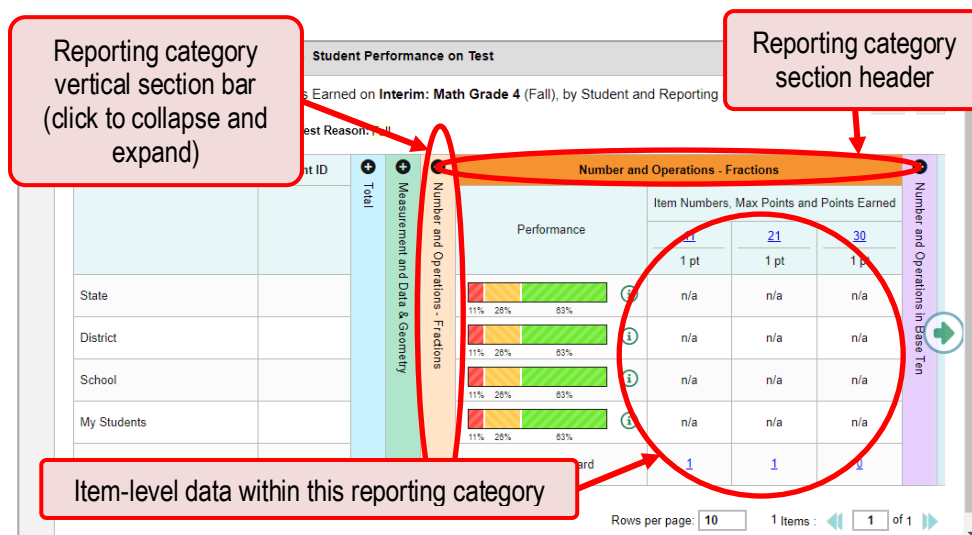 Reporting category
vertical section bar
(click to collapse and
expand)
Reporting category
section header
Student Performance on Test
Earned on Interim: Math Grade 4 (Fall), by Student and Reporting
Reason:
ID
Total
Measurement and Data & Geometry
Number and Operations - Fractions
Number and Operations - Fractions
Number and Operations in Base Ten
Performance
Item Numbers, Max Points and Points Earned
21 30
1 pt 1 pt 1 pt
State 11% 26% 63% n/a n/a n/a
District 11% 26% 63% n/a n/a n/a
School 11% 26% 63% n/a n/a n/a
My Students 11% 26% 63% n/a n/a n/a
1 1 0
Item-level data within this reporting category
Rows per page: 10 1 Items : 1 of 1